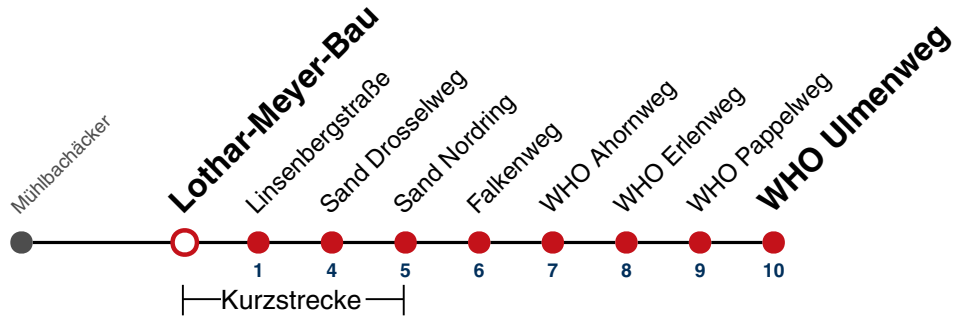 Mühlbachäcker
Lothar-Meyer-Bau
Linsenbergstraße
Sand Drosselweg
Sand Nordring
Falkenweg
WHO Ahornweg
WHO Erlenweg
WHO Pappelweg
WHO Ulmenweg
1 4 5 6 7 8 9 10
Kurzstrecke